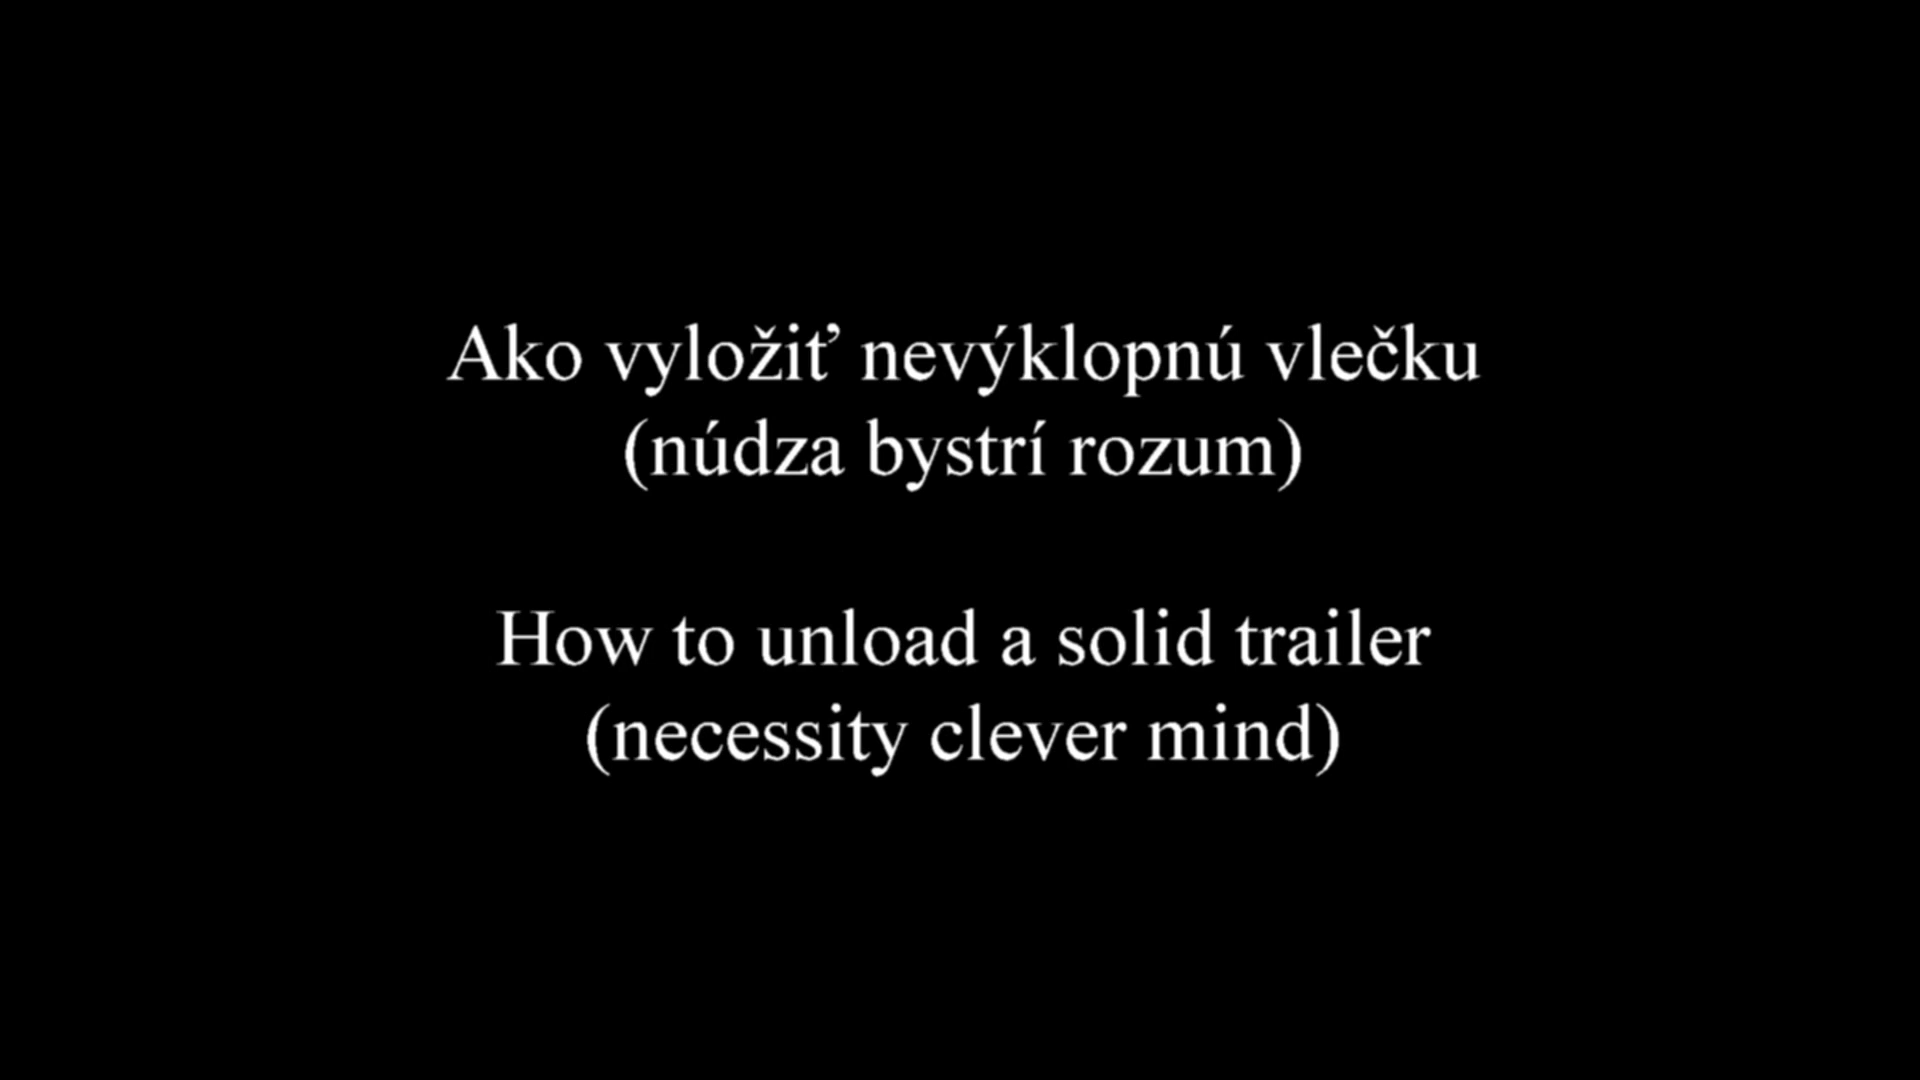 Ako vyložiť nevýklopnú vlečku
(núdza bystrí rozum)
How to unload a solid trailer
(necessity clever mind)